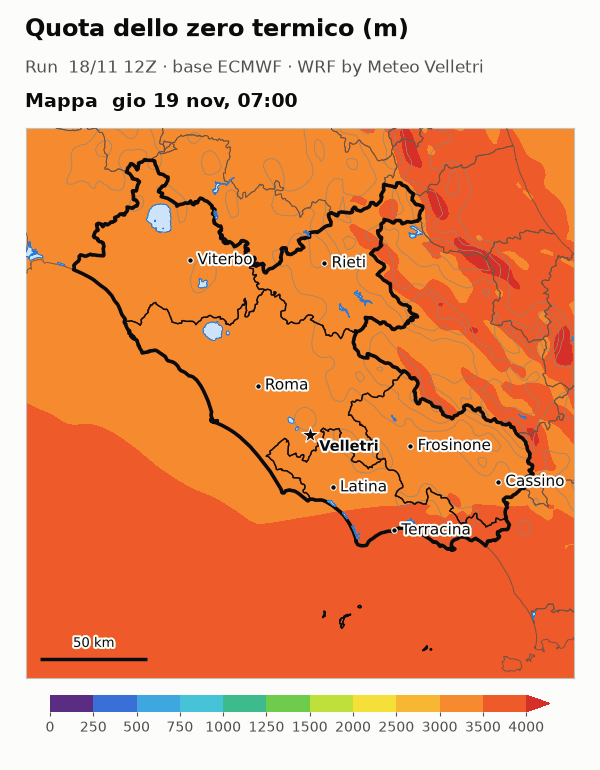 Quota dello zero termico (m)
Run  18/11 12Z · base ECMWF · WRF by Meteo Velletri
Mappa  gio 19 nov, 07:00
Viterbo
Rieti
Roma
Velletri
Frosinone
Cassino
Latina
Terracina
50 km
0 250 500 750 1000 1250 1500 2000 2500 3000 3500 4000